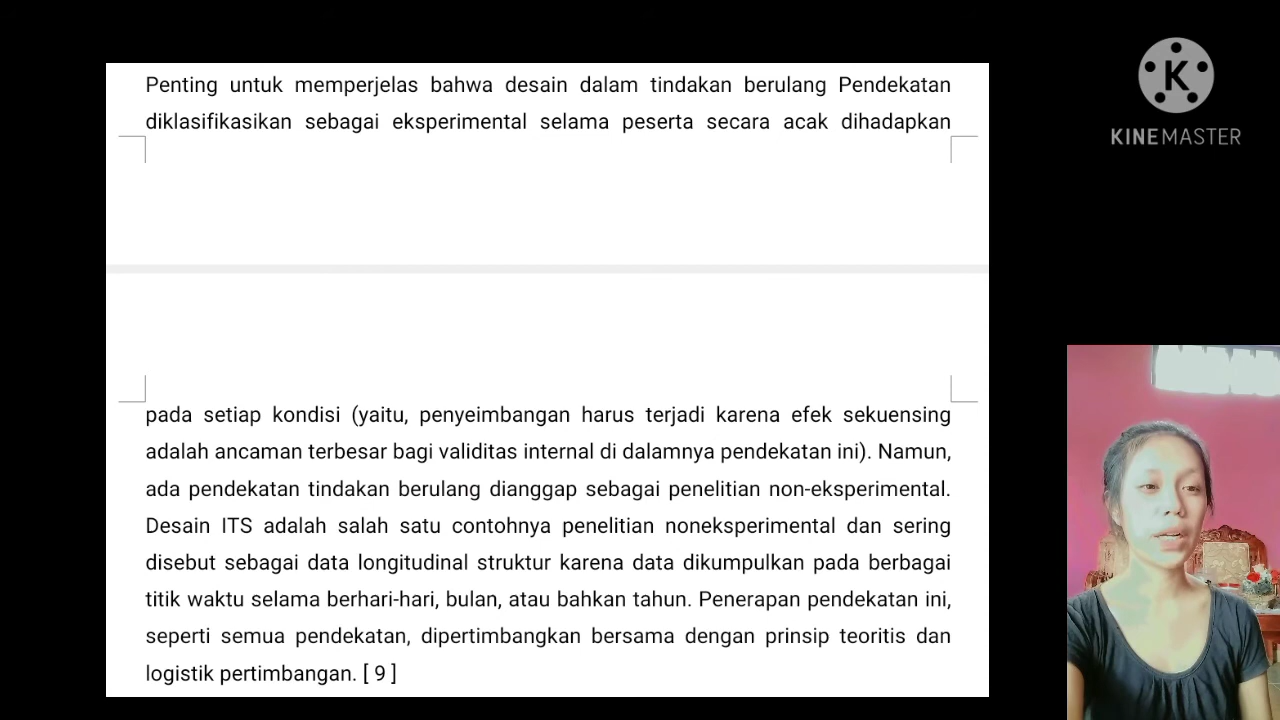 Penting untuk memperjelas bahwa desain dalam tindakan berulang Pendekatan
diklasifikasikan sebagai eksperimental selama peserta secara acak dihadapkan
pada setiap kondisi (yaitu, penyeimbangan harus terjadi karena efek sekuensing
adalah ancaman terbesar bagi validitas internal di dalamnya pendekatan ini). Namun,
ada pendekatan tindakan berulang dianggap sebagai penelitian non-eksperimental.
Desain ITS adalah salah satu contohnya penelitian noneksperimental dan sering
disebut sebagai data longitudinal struktur karena data dikumpulkan pada berbagai
titik waktu selama berhari-hari, bulan, atau bahkan tahun. Penerapan pendekatan ini,
seperti semua pendekatan, dipertimbangkan bersama dengan prinsip teoritis dan
logistik pertimbangan. [ 9 ]
K
KINEMASTER